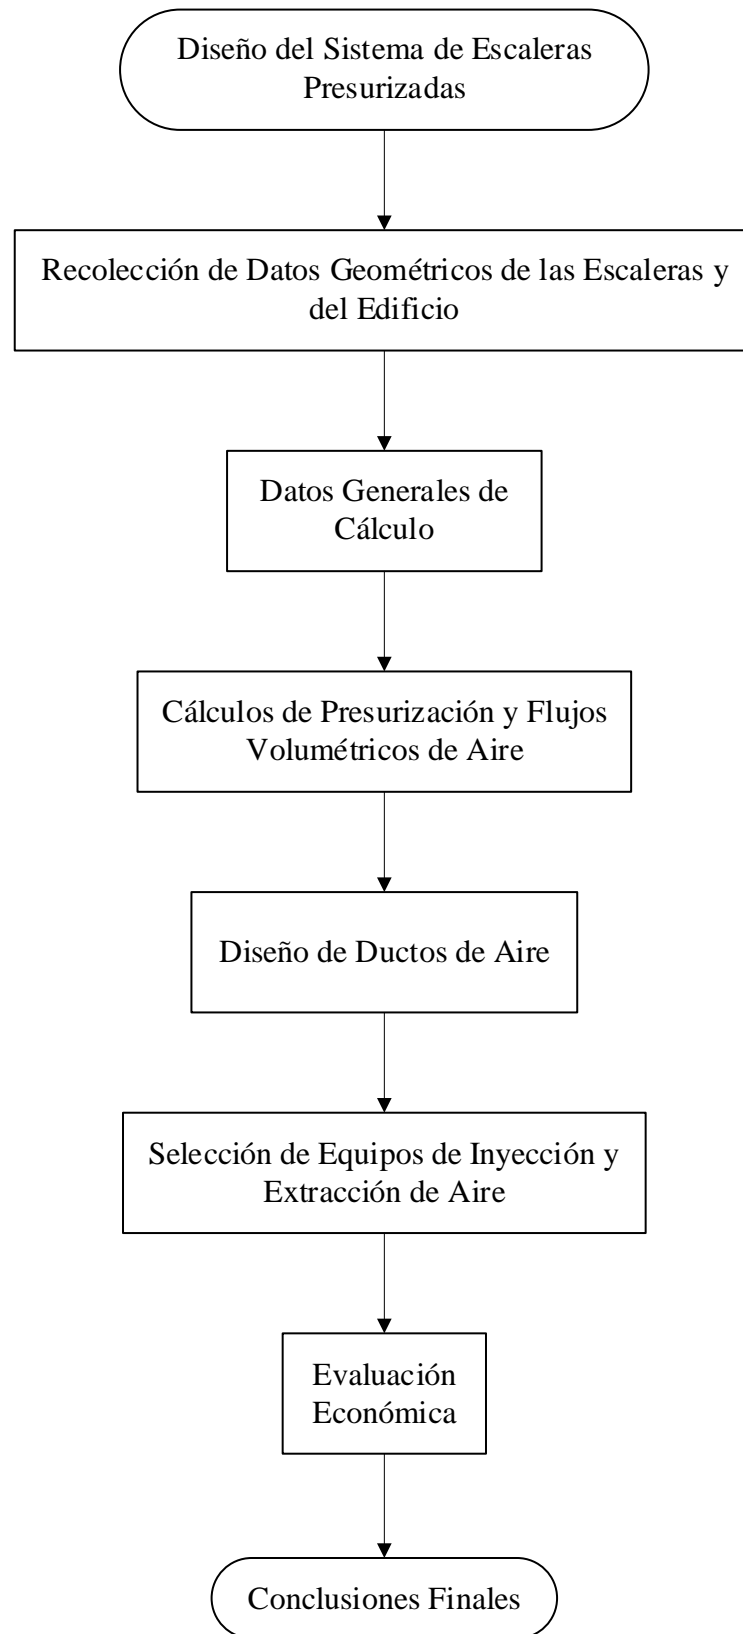 Diseño del Sistema de Escaleras
Presurizadas
Recolección de Datos Geométricos de las Escaleras y
del Edificio
Datos Generales de
Cálculo
Cálculos de Presurización y Flujos
Volumétricos de Aire
Diseño de Ductos de Aire
Selección de Equipos de Inyección y
Extracción de Aire
Evaluación
Económica
Conclusiones Finales